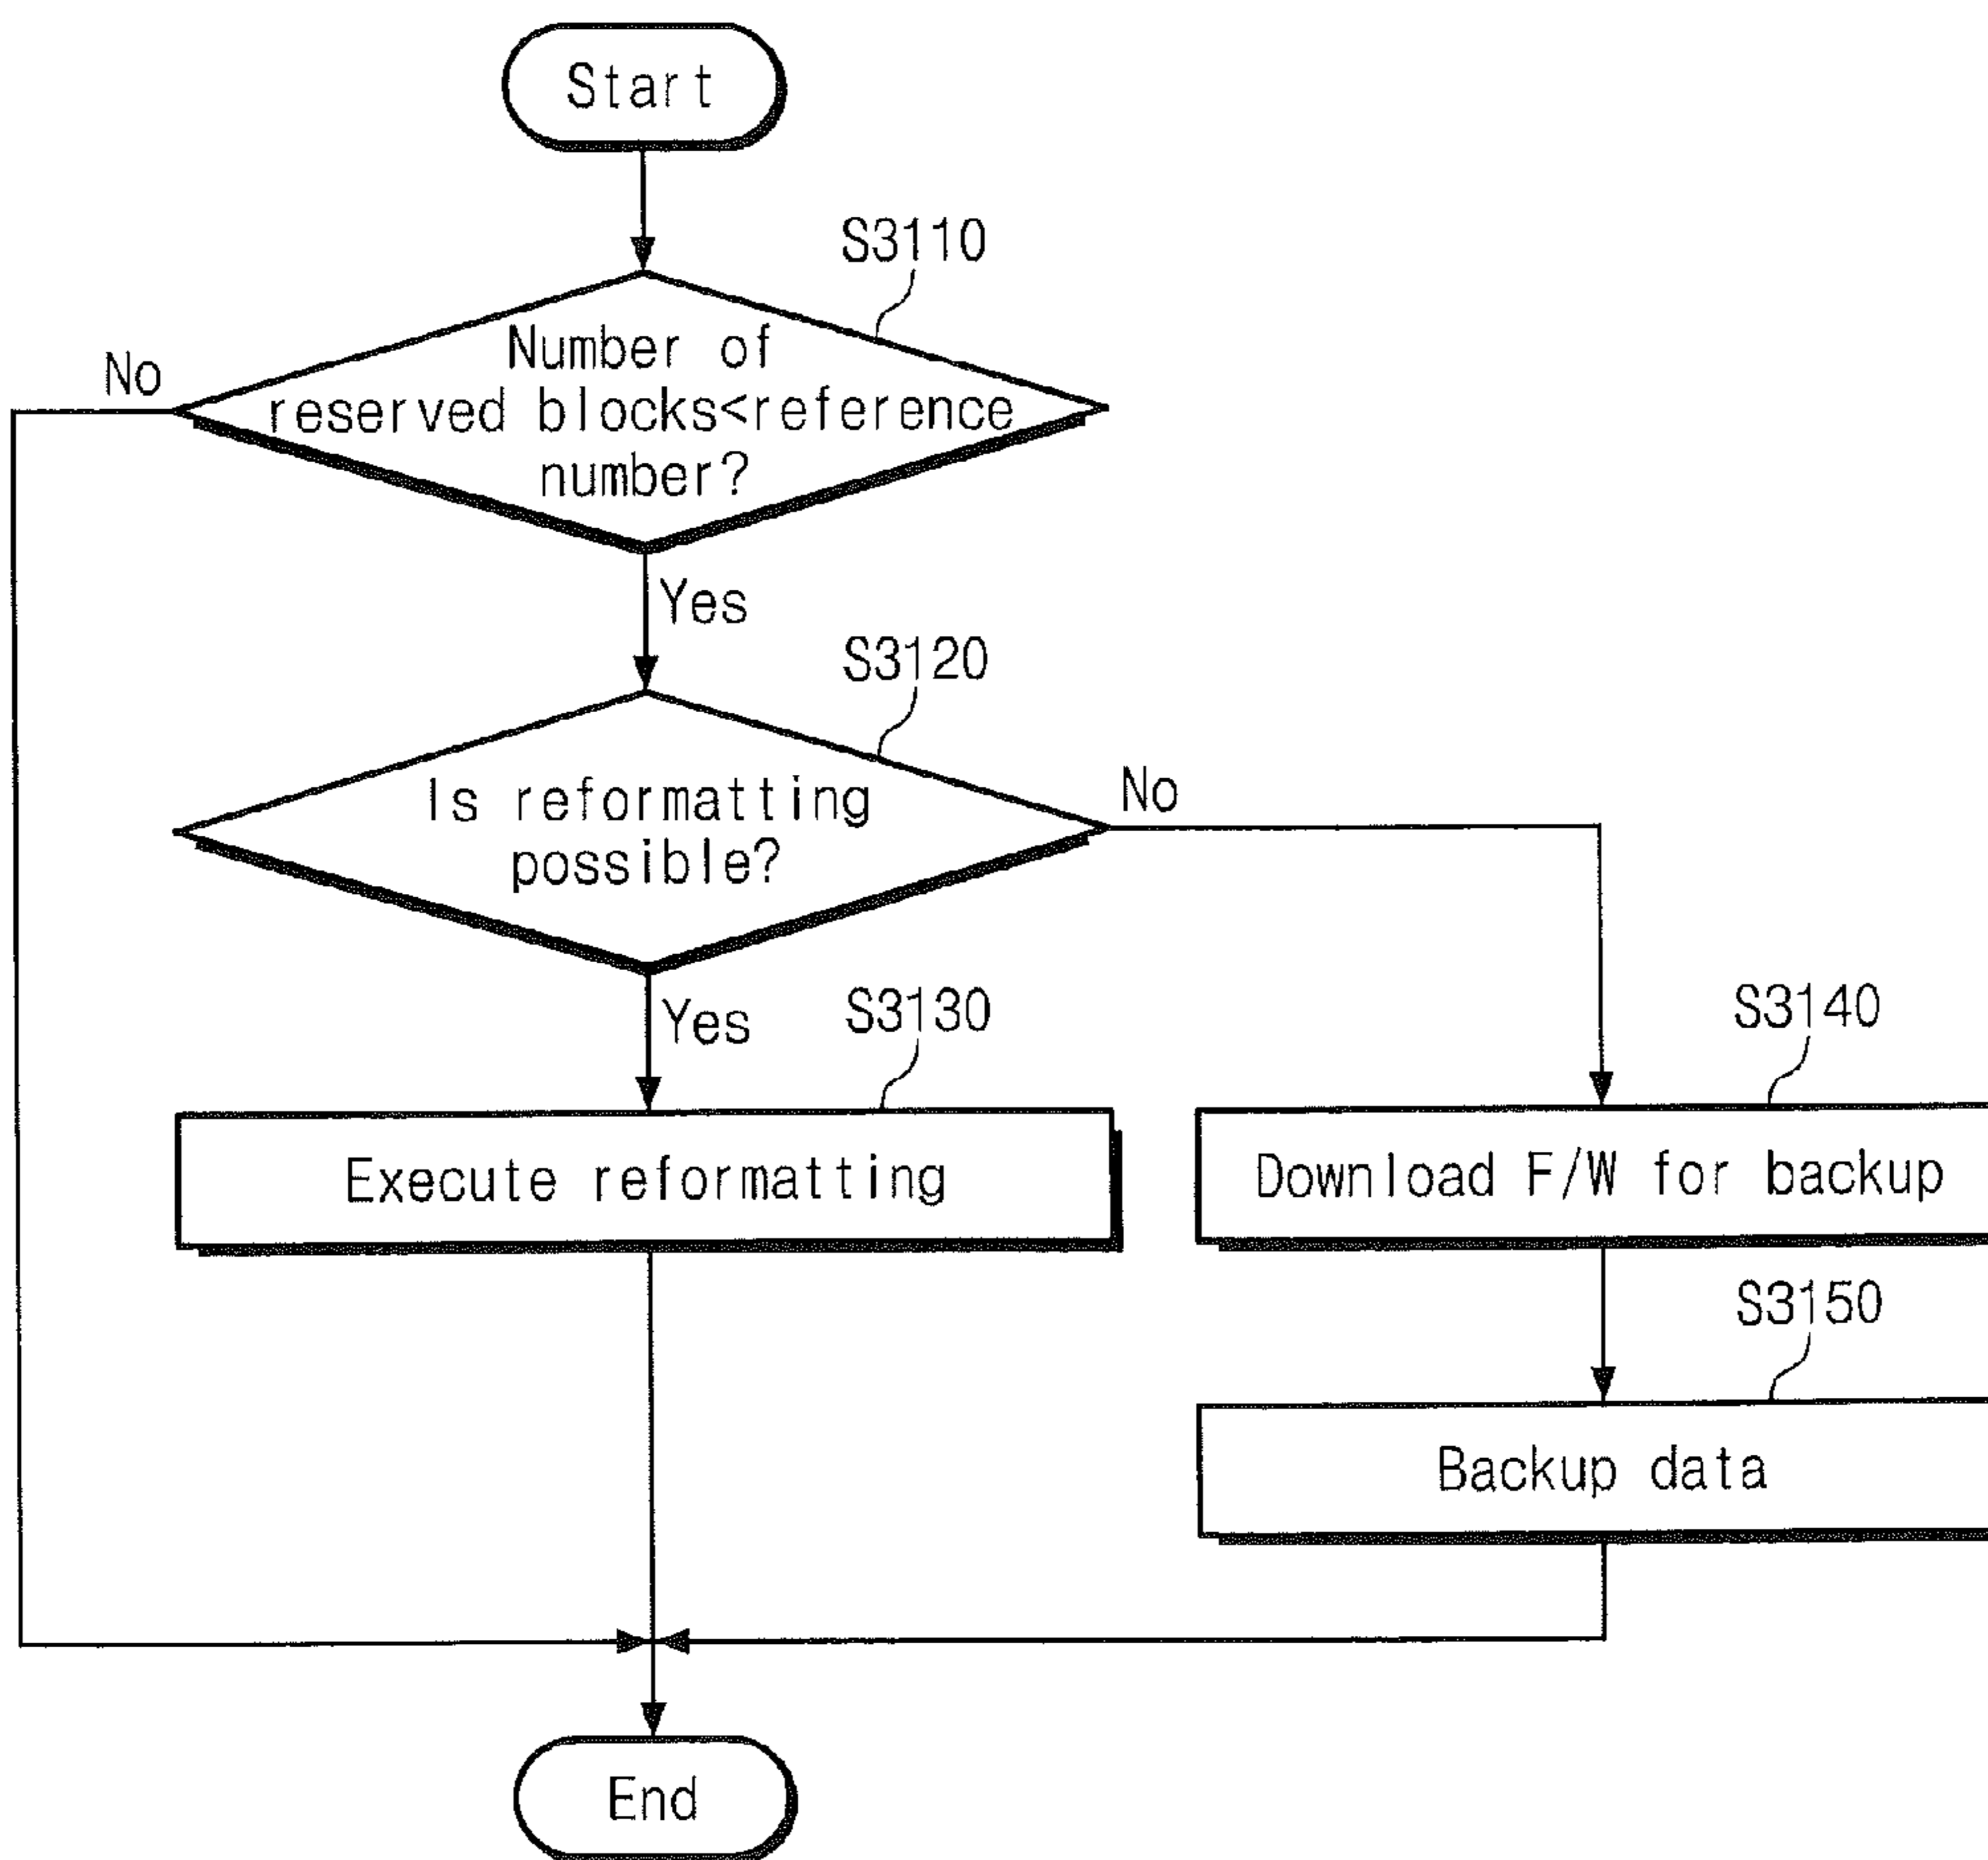 Start
S3110
No
Number of
reserved blocks<reference
number?
Yes
S3120
Is reformatting
possible?
No
Yes
S3130
S3140
Execute reformatting
Download F/W for backup
S3150
Backup data
End